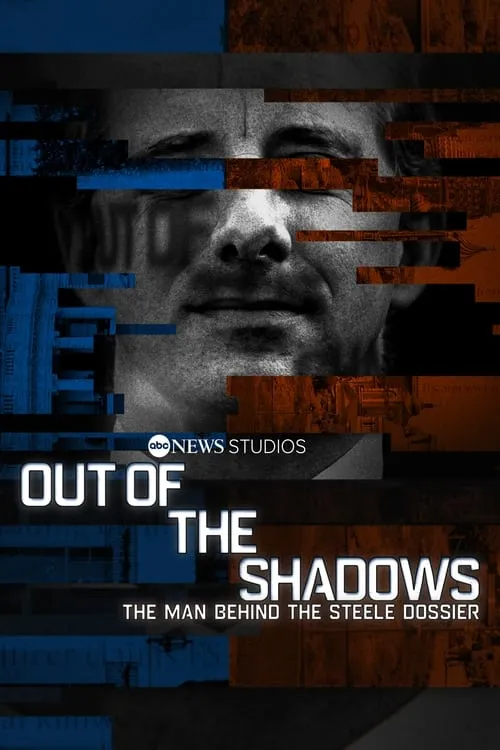 abc NEWS STUDIOS
OUT OF
THE
SHADOWS
THE MAN BEHIND THE STEELE DOSSIER